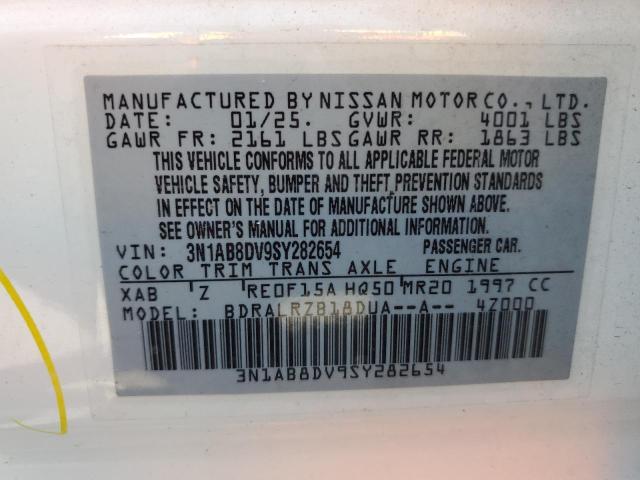 MANUFACTURED BY NISSAN MOTOR CO., LTD.
DATE: 01/25. GVWR: 4001 LBS
GAWR FR: 2161 LBS GAWR RR: 1863 LBS
THIS VEHICLE CONFORMS TO ALL APPLICABLE FEDERAL MOTOR
VEHICLE SAFETY, BUMPER AND THEFT PREVENTION STANDARDS
IN EFFECT ON THE DATE OF MANUFACTURE SHOWN ABOVE.
SEE OWNER'S MANUAL FOR ADDITIONAL INFORMATION.
VIN: 3N1AB8DV9SY282654 PASSENGER CAR.
COLOR TRIM TRANS AXLE ENGINE
XAB Z RE0F15A HQ50 MR20 1997 CC
MODEL: BDRALRZB18DUA--A-- 4Z000
3N1AB8DV9SY282654